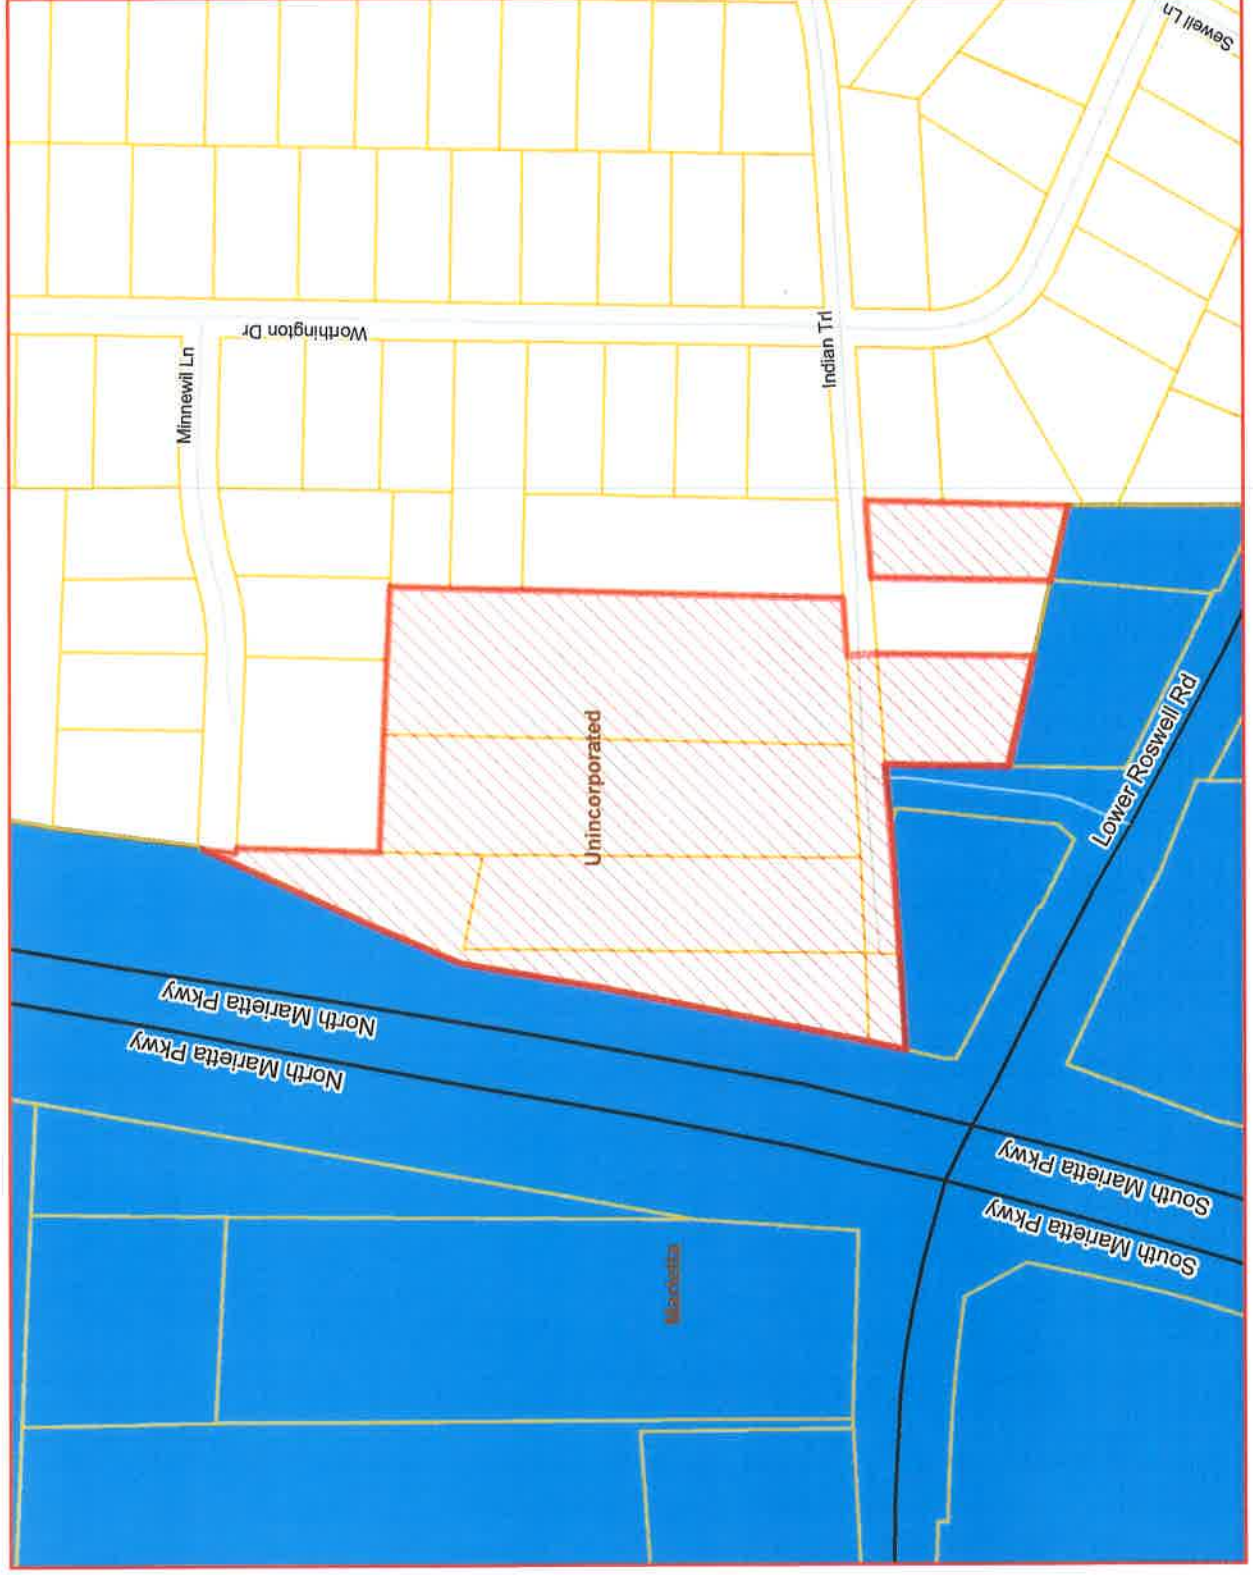 Sewell Ln
Worthington Dr
Minnewil Ln
Indian Trl
Unincorporated
Lower Roswell Rd
North Marietta Pkwy
North Marietta Pkwy
South Marietta Pkwy
South Marietta Pkwy
Marietta